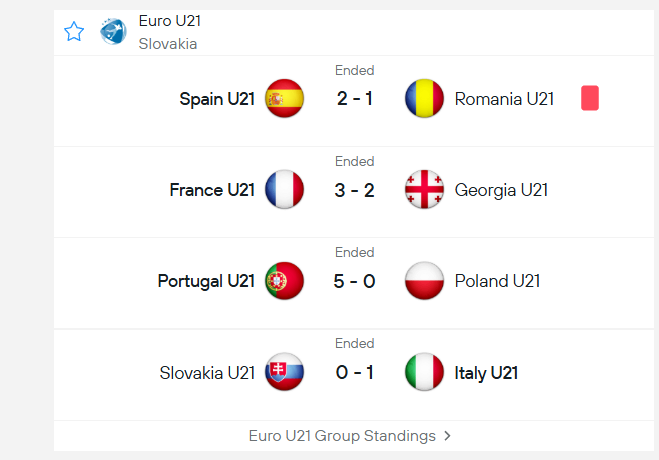 Euro U21
Slovakia
Ended
Spain U21 2 - 1 Romania U21
Ended
France U21 3 - 2 Georgia U21
Ended
Portugal U21 5 - 0 Poland U21
Ended
Slovakia U21 0 - 1 Italy U21
Euro U21 Group Standings